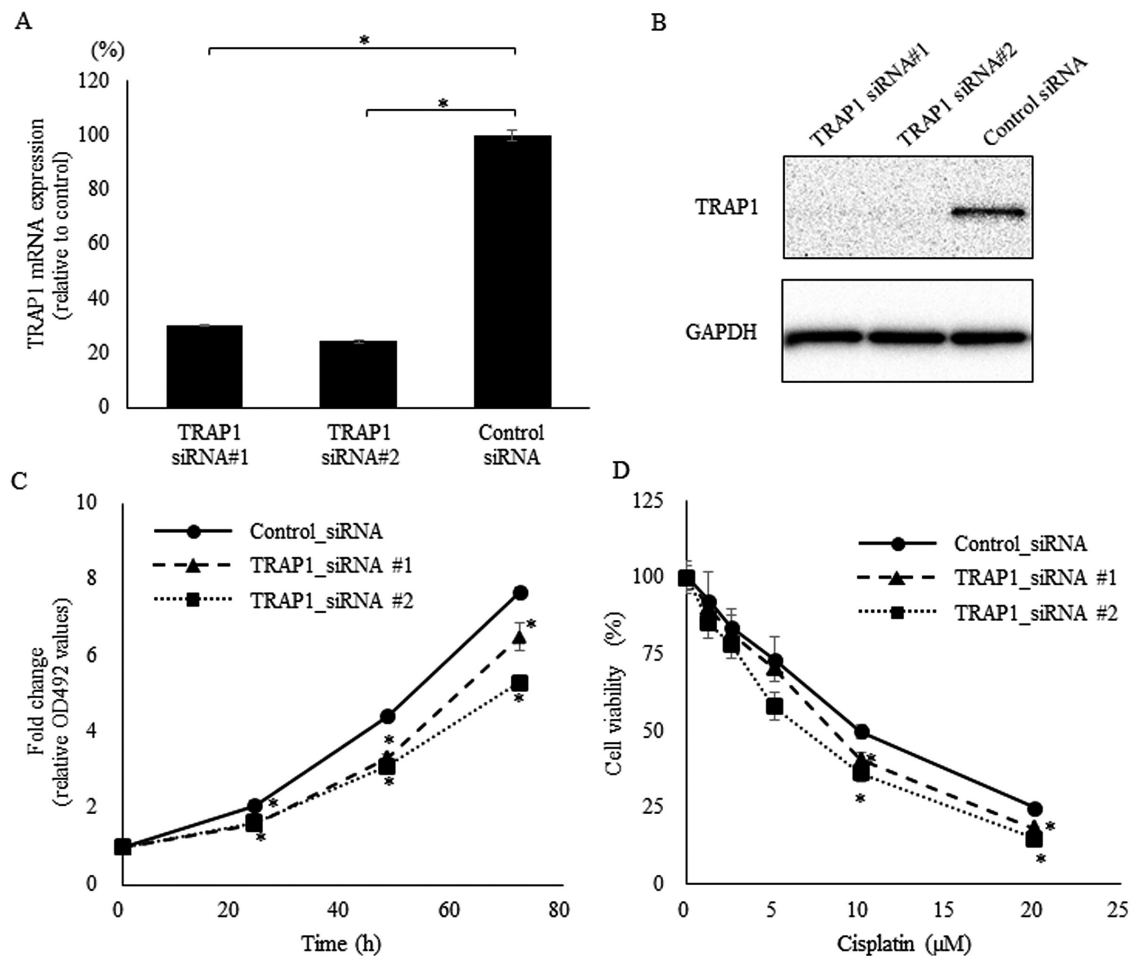 A
(%)
*
*
TRAP1 mRNA expression
(relative to control)
120
100
80
60
40
20
0
TRAP1
siRNA#1
TRAP1
siRNA#2
Control
siRNA
B
TRAP1 siRNA#1
TRAP1 siRNA#2
Control siRNA
TRAP1
GAPDH
C
Fold change
(relative OD492 values)
10
8
6
4
2
0
Control_siRNA
TRAP1_siRNA #1
TRAP1_siRNA #2
*
*
*
*
*
*
0
20
40
60
80
Time (h)
D
Cell viability (%)
125
100
75
50
25
0
Control_siRNA
TRAP1_siRNA #1
TRAP1_siRNA #2
*
*
*
*
0
5
10
15
20
25
Cisplatin (μM)